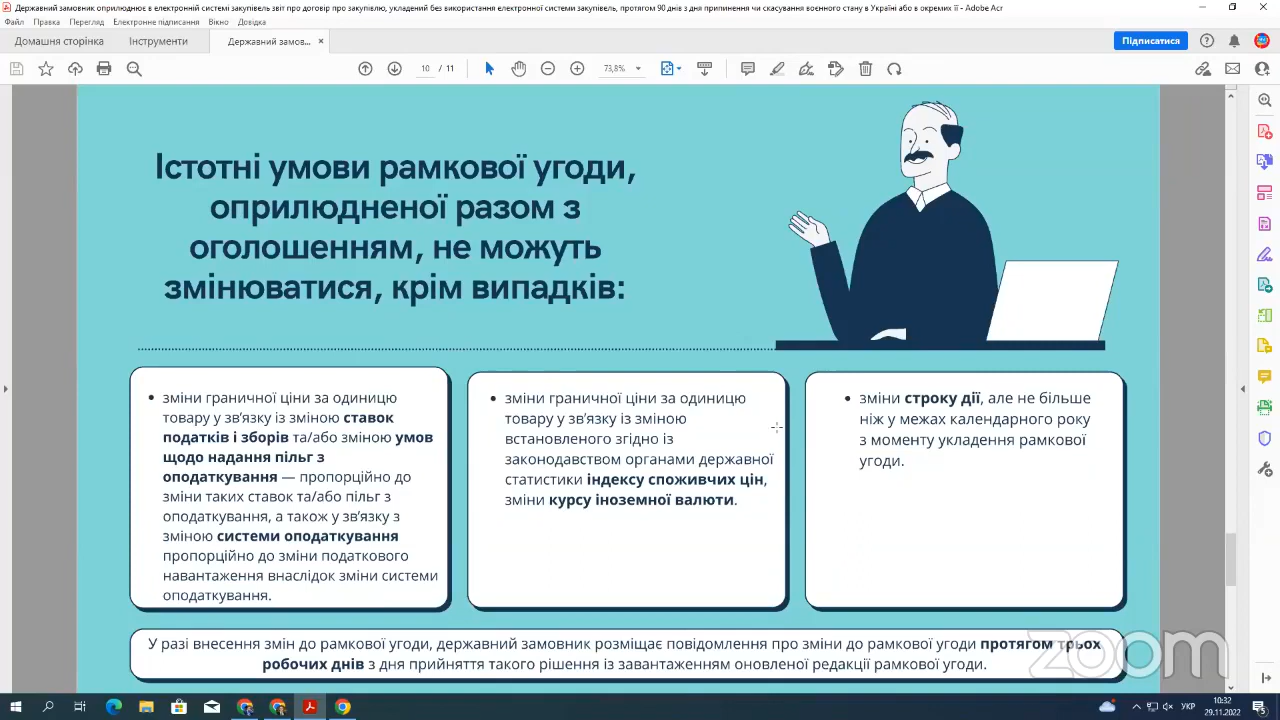 Державний замовник оприлюднює в електронній системі закупівель звіт про договір про закупівлю, укладений без використання електронної системи закупівель, протягом 90 днів з дня припинення чи скасування воєнного стану в Україні або в окремих її - Adobe Acr
Файл Правка Перегляд Електронне підписання Вікно Довідка
Домашня сторінка Інструменти Державний замов... × Підписатися
10 / 11 73,8%
Істотні умови рамкової угоди,
оприлюдненої разом з
оголошенням, не можуть
змінюватися, крім випадків:
• зміни граничної ціни за одиницю
товару у зв’язку із зміною ставок
податків і зборів та/або зміною умов
щодо надання пільг з
оподаткування — пропорційно до
зміни таких ставок та/або пільг з
оподаткування, а також у зв’язку з
зміною системи оподаткування
пропорційно до зміни податкового
навантаження внаслідок зміни системи
оподаткування.
• зміни граничної ціни за одиницю
товару у зв’язку із зміною
встановленого згідно із
законодавством органами державної
статистики індексу споживчих цін,
зміни курсу іноземної валюти.
• зміни строку дії, але не більше
ніж у межах календарного року
з моменту укладення рамкової
угоди.
У разі внесення змін до рамкової угоди, державний замовник розміщає повідомлення про зміни до рамкової угоди протягом трьох
робочих днів з дня прийняття такого рішення із завантаженням оновленої редакції рамкової угоди.
zoom
УКР
10:32
29.11.2022